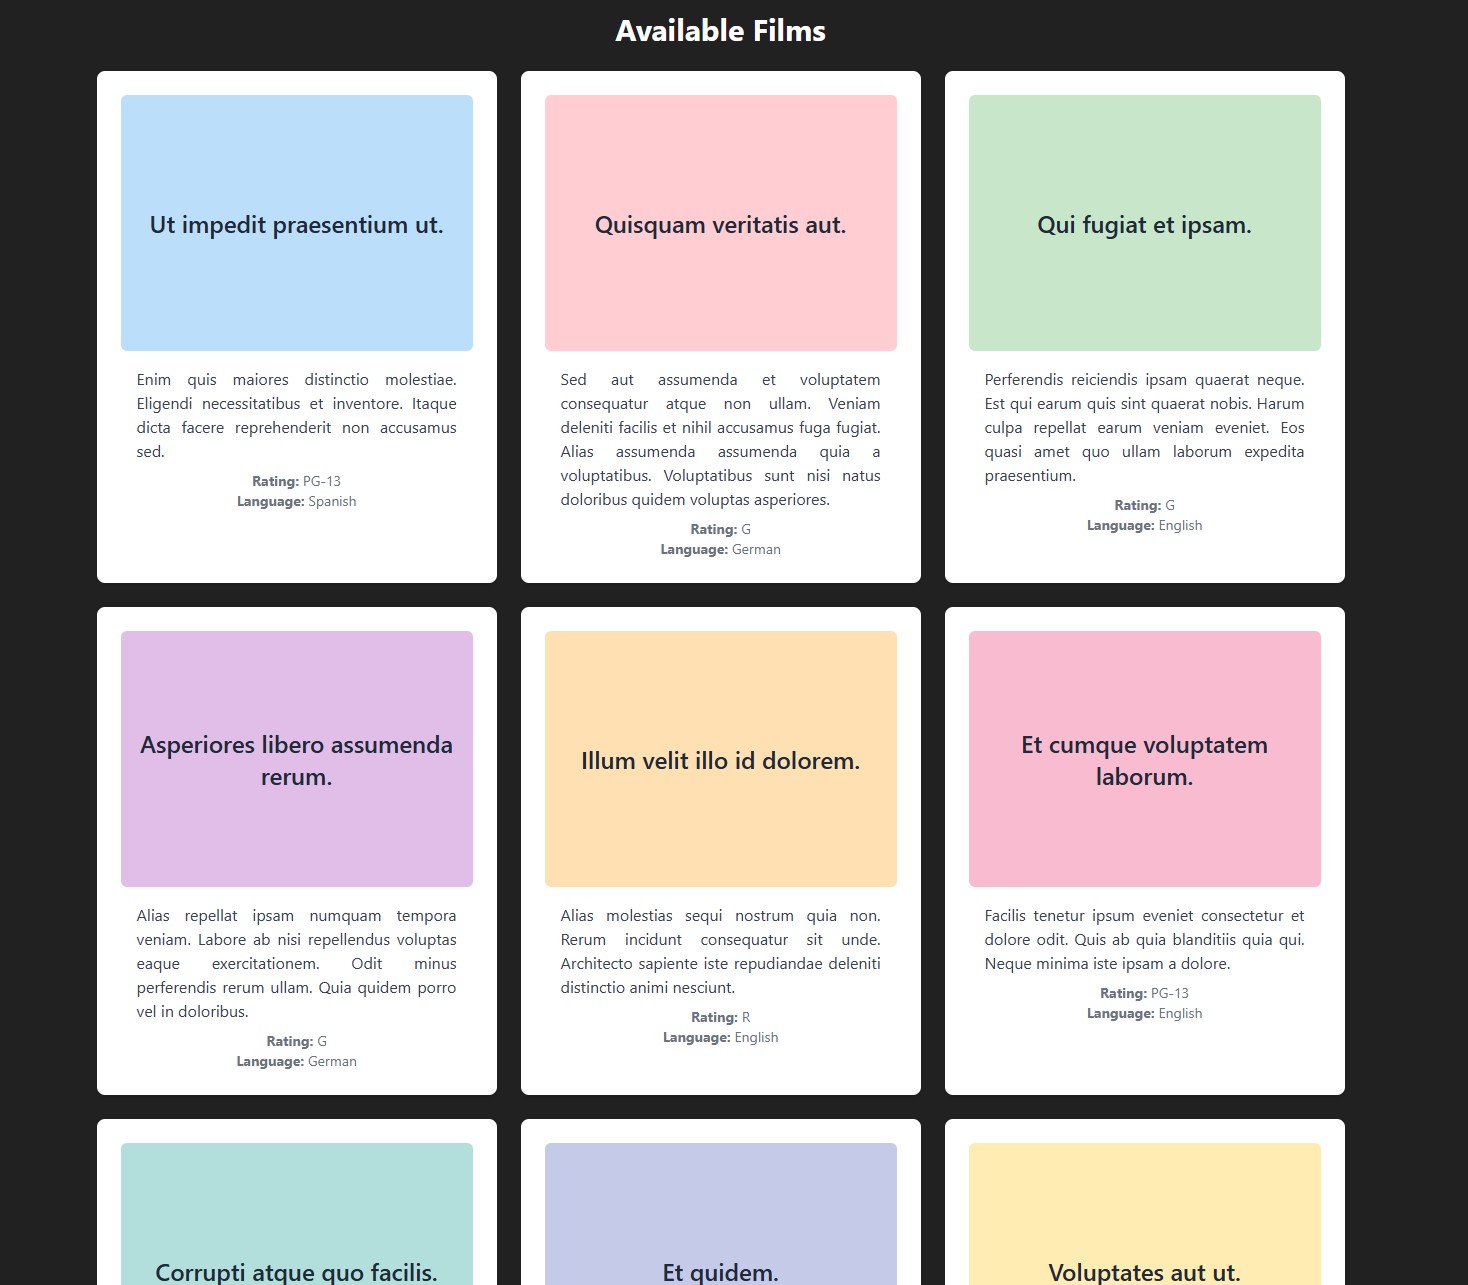 Available Films
Ut impedit praesentium ut.
Enim quis maiores distinctio molestiae.
Eligendi necessitatibus et inventore. Itaque
dicta facere reprehenderit non accusamus
sed.
Rating: PG-13
Language: Spanish
Quisquam veritatis aut.
Sed aut assumenda et voluptatem
consequatur atque non ullam. Veniam
deleniti facilis et nihil accusamus fuga fugiat.
Alias assumenda assumenda quia a
voluptatibus. Voluptatibus sunt nisi natus
doloribus quidem voluptas asperiores.
Rating: G
Language: German
Qui fugiat et ipsam.
Perferendis reiciendis ipsam quaerat neque.
Est qui earum quis sint quaerat nobis. Harum
culpa repellat earum veniam eveniet. Eos
quasi amet quo ullam laborum expedita
praesentium.
Rating: G
Language: English
Asperiores libero assumenda
rerum.
Alias repellat ipsam numquam tempora
veniam. Labore ab nisi repellendus voluptas
eaque exercitationem. Odit minus
perferendis rerum ullam. Quia quidem porro
vel in doloribus.
Rating: G
Language: German
Illum velit illo id dolorem.
Alias molestias sequi nostrum quia non.
Rerum incidunt consequatur sit unde.
Architecto sapiente iste repudiandae deleniti
distinctio animi nesciunt.
Rating: R
Language: English
Et cumque voluptatem
laborum.
Facilis tenetur ipsum eveniet consectetur et
dolore odit. Quis ab quia blanditiis quia qui.
Neque minima iste ipsam a dolore.
Rating: PG-13
Language: English
Corrupti atque quo facilis.
Et quidem.
Voluptates aut ut.